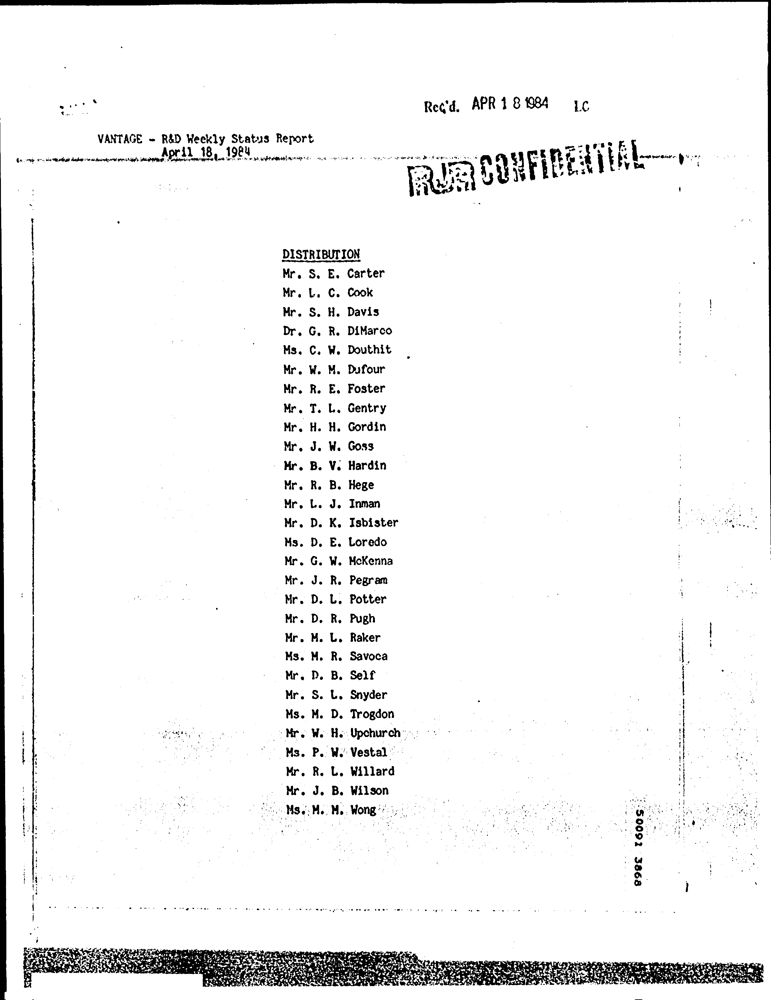 Rec'd. APR 18 1984 I.C
VANTAGE - R&D Weekly Status Report
April 18, 1984
RJR CONFIDENTIAL
DISTRIBUTION
Mr. S. E. Carter
Mr. L. C. Cook
Mr. S. H. Davis
Dr. G. R. DiMarco
Ms. C. W. Douthit
Mr. W. M. Dufour
Mr. R. E. Foster
Mr. T. L. Gentry
Mr. H. H. Gordin
Mr. J. W. Goss
Mr. B. V. Hardin
Mr. R. B. Hege
Mr. L. J. Inman
Mr. D. K. Isbister
Ms. D. E. Loredo
Mr. G. W. McKenna
Mr. J. R. Pegram
Mr. D. L. Potter
Mr. D. R. Pugh
Mr. M. L. Raker
Ms. M. R. Savoca
Mr. D. B. Self
Mr. S. L. Snyder
Ms. M. D. Trogdon
Mr. W. H. Upchurch
Ms. P. W. Vestal
Mr. R. L. Willard
Mr. J. B. Wilson
Ms. M. M. Wong
50091 3868